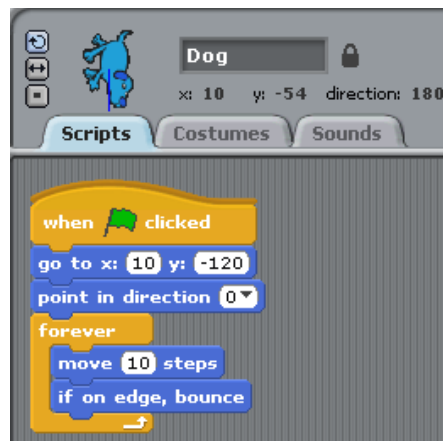 Dog
x: 10 y: -54 direction: 180
Scripts Costumes Sounds
when clicked
go to x: 10 y: -120
point in direction 0
forever
move 10 steps
if on edge, bounce